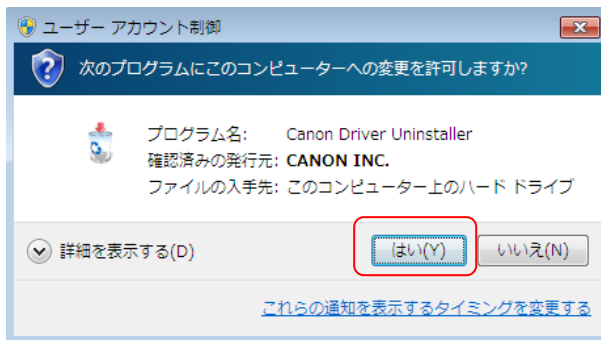 ユーザー アカウント制御
次のプログラムにこのコンピューターへの変更を許可しますか?
プログラム名: Canon Driver Uninstaller
確認済みの発行元: CANON INC.
ファイルの入手先: このコンピューター上のハード ドライブ
詳細を表示する(D)
はい(Y)
いいえ(N)
これらの通知を表示するタイミングを変更する